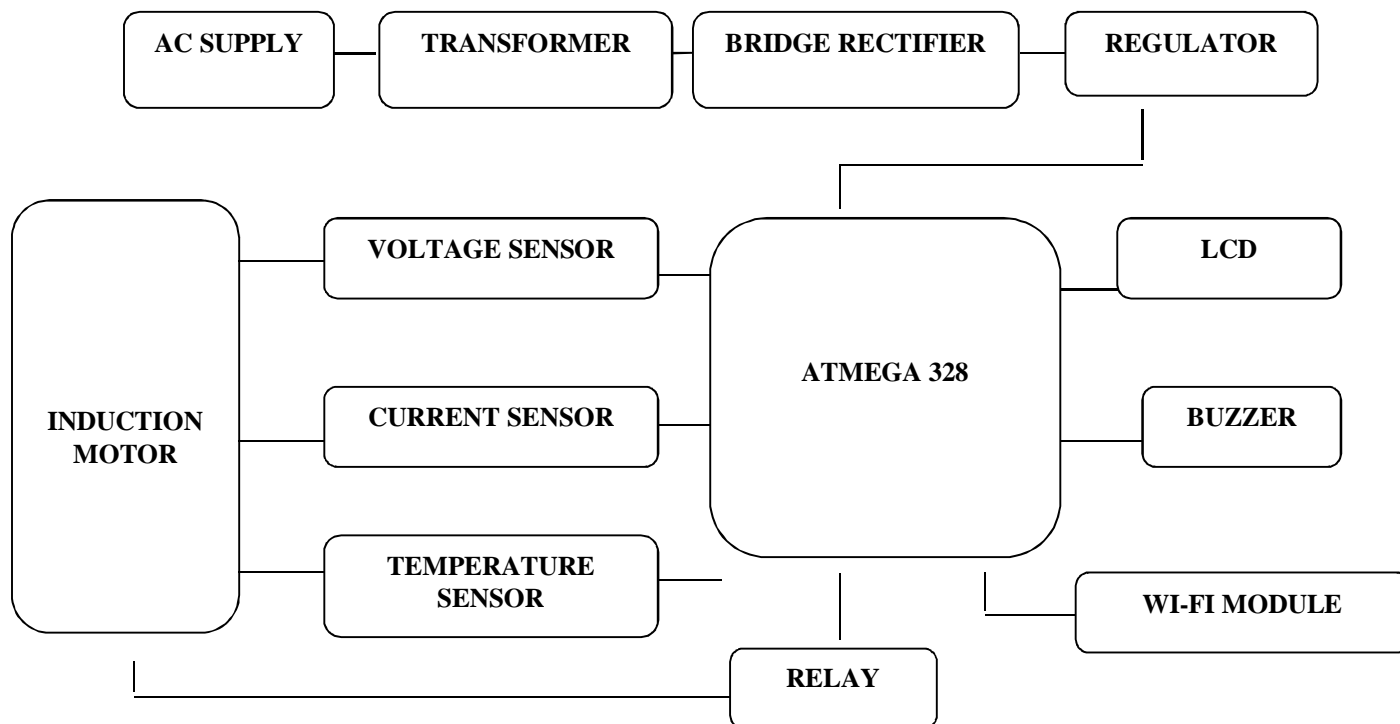 AC SUPPLY
TRANSFORMER
BRIDGE RECTIFIER
REGULATOR
VOLTAGE SENSOR
LCD
ATMEGA 328
INDUCTION
MOTOR
CURRENT SENSOR
BUZZER
TEMPERATURE
SENSOR
WI-FI MODULE
RELAY